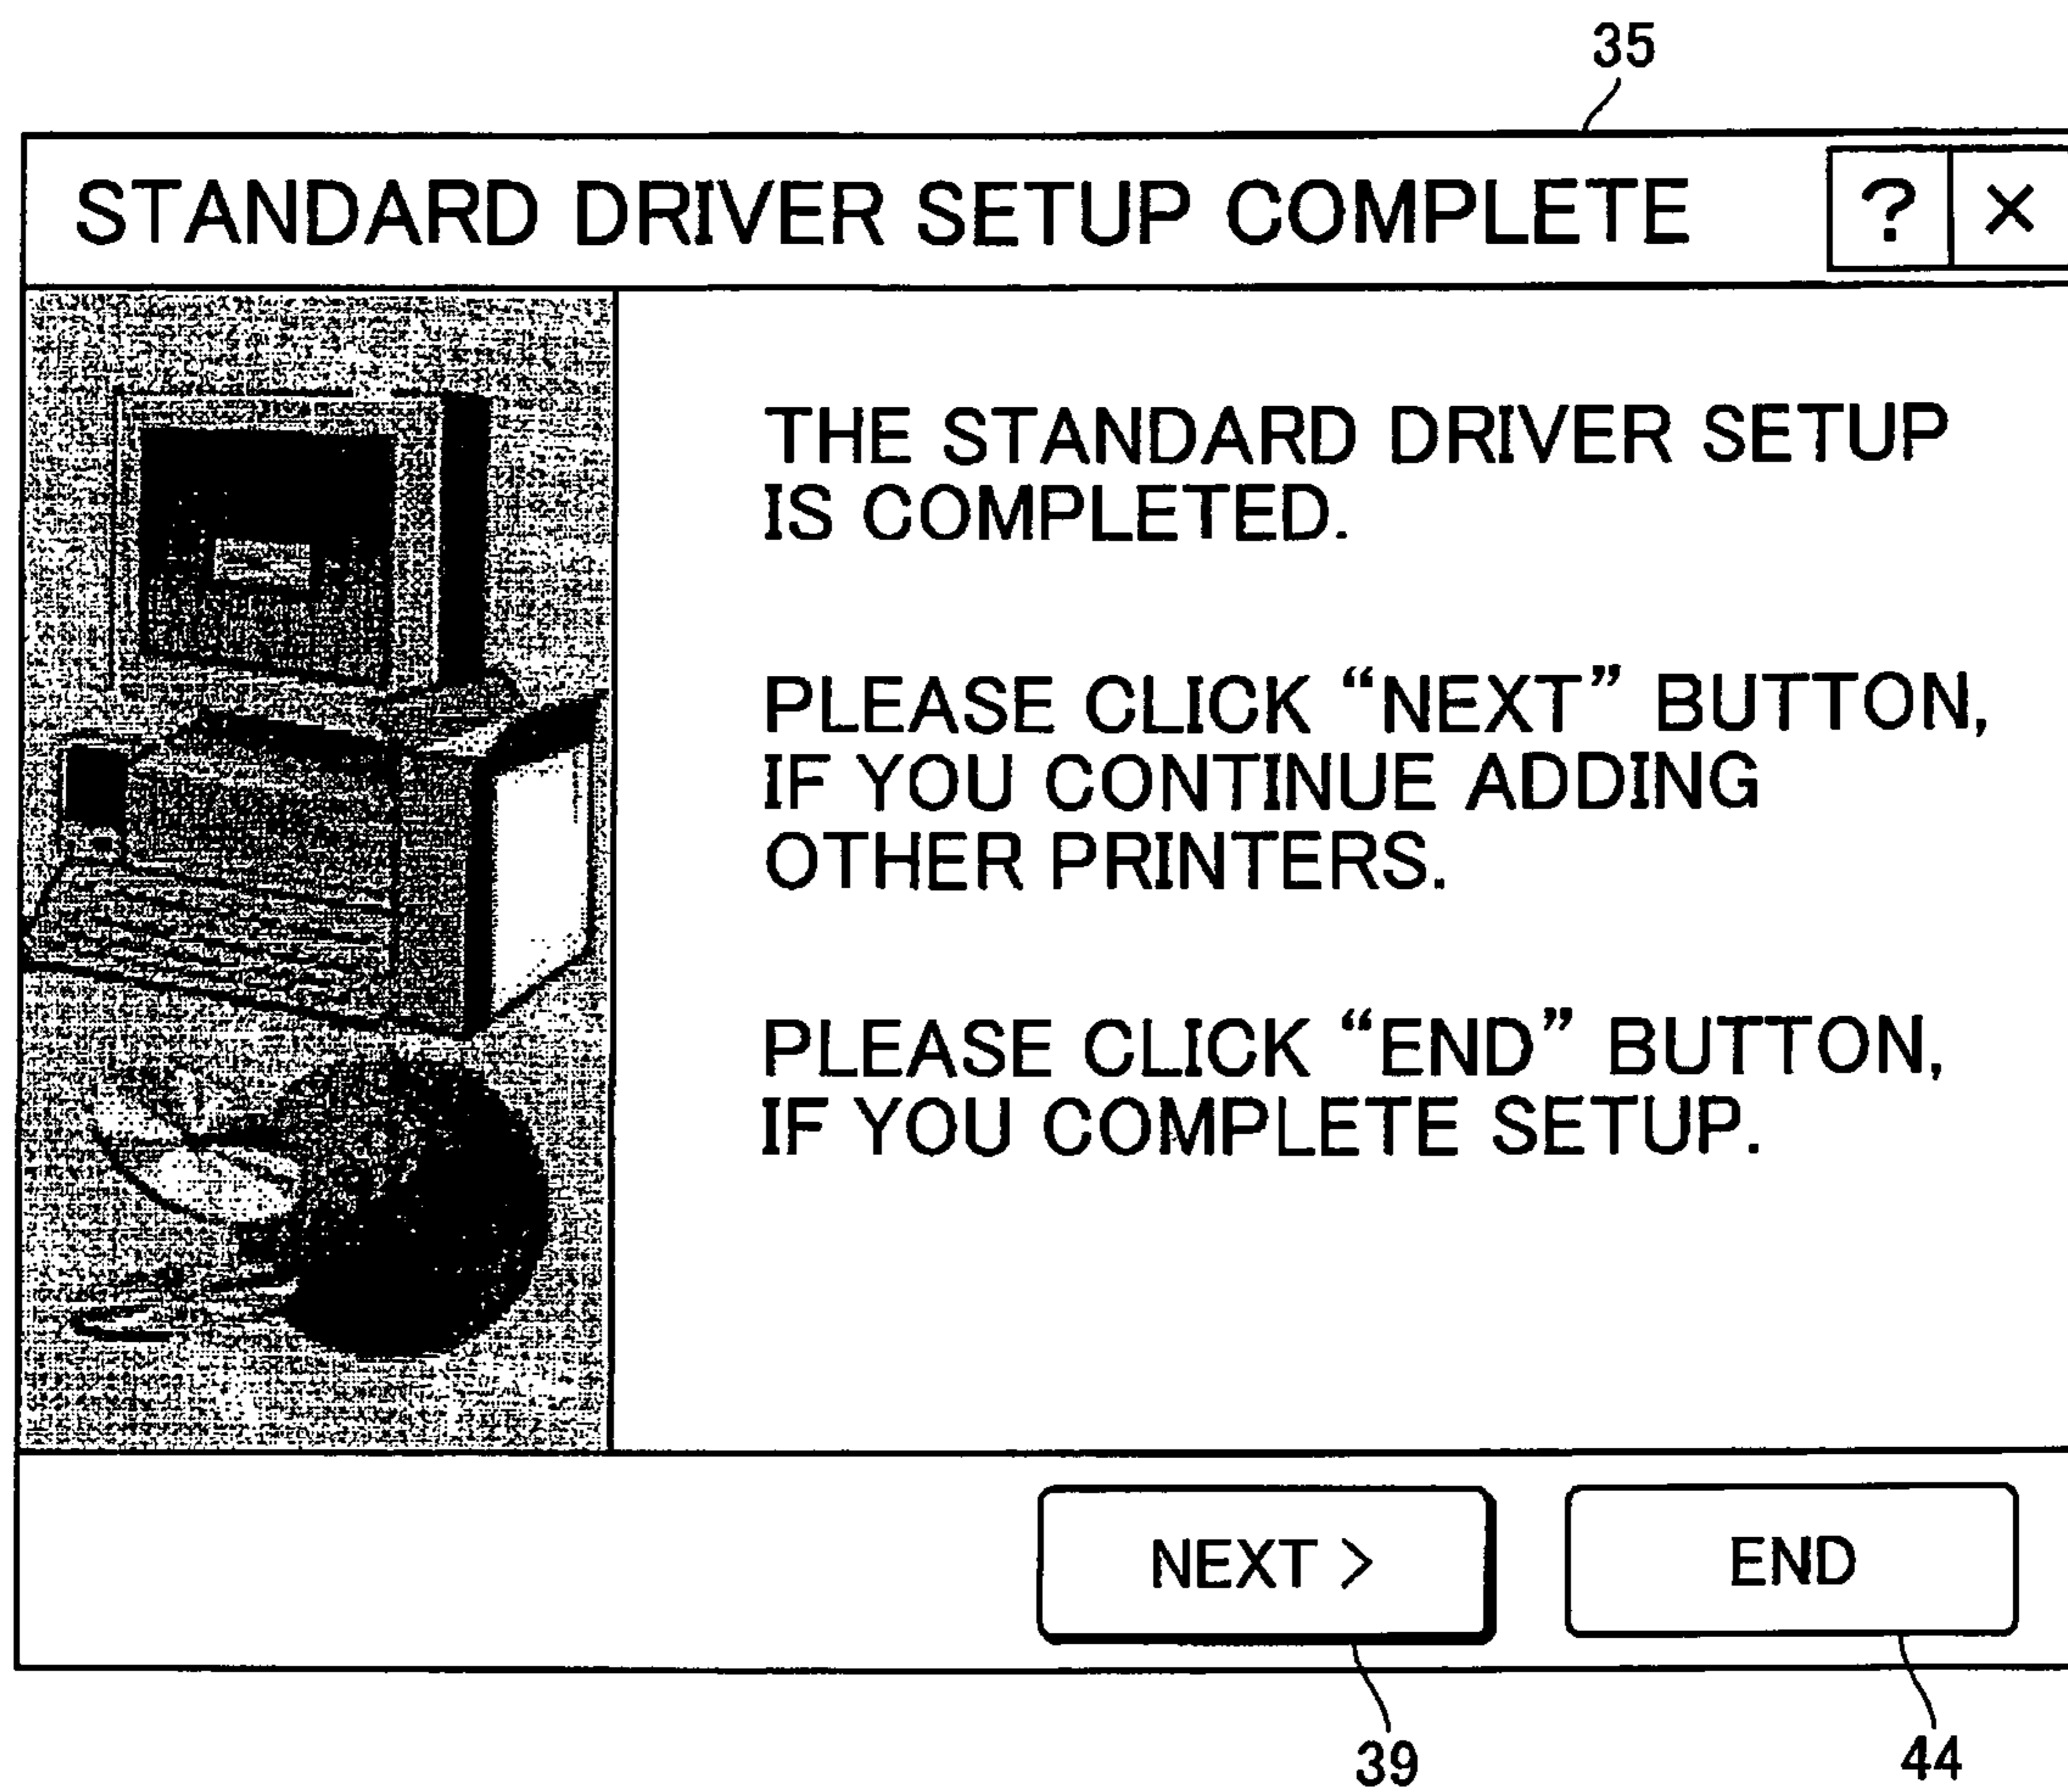 35
STANDARD DRIVER SETUP COMPLETE ? ×
THE STANDARD DRIVER SETUP
IS COMPLETED.
PLEASE CLICK “NEXT” BUTTON,
IF YOU CONTINUE ADDING
OTHER PRINTERS.
PLEASE CLICK “END” BUTTON,
IF YOU COMPLETE SETUP.
NEXT > END
39 44